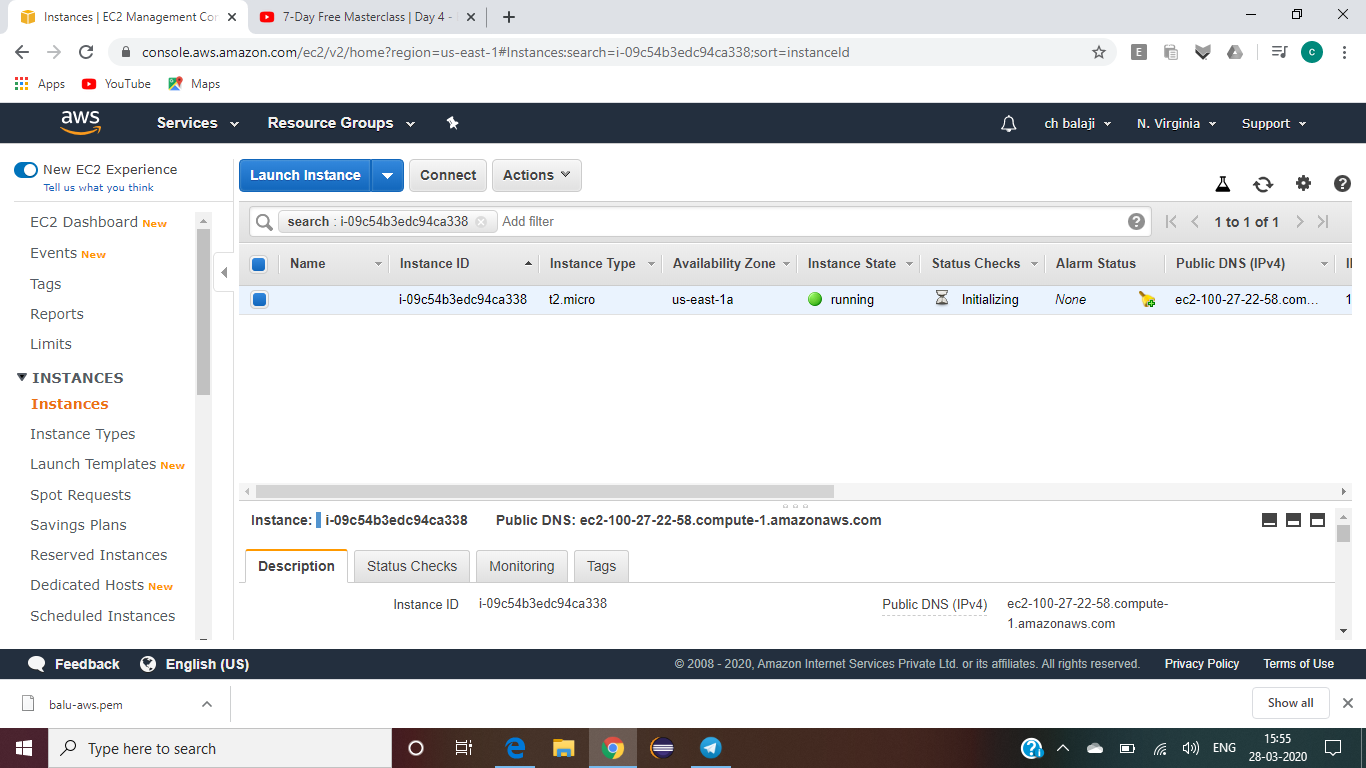 Instances | EC2 Management Con
7-Day Free Masterclass | Day 4 -
console.aws.amazon.com/ec2/v2/home?region=us-east-1#Instances:search=i-09c54b3edc94ca338;sort=instanceId
E
c
Apps YouTube Maps
aws Services Resource Groups ch balaji N. Virginia Support
New EC2 Experience
Tell us what you think
EC2 Dashboard New
Events New
Tags
Reports
Limits
INSTANCES
Instances
Instance Types
Launch Templates New
Spot Requests
Savings Plans
Reserved Instances
Dedicated Hosts New
Scheduled Instances
Launch Instance Connect Actions
search : i-09c54b3edc94ca338 Add filter 1 to 1 of 1
Name Instance ID Instance Type Availability Zone Instance State Status Checks Alarm Status Public DNS (IPv4)
i-09c54b3edc94ca338 t2.micro us-east-1a running Initializing None ec2-100-27-22-58.com... 1
Instance: i-09c54b3edc94ca338 Public DNS: ec2-100-27-22-58.compute-1.amazonaws.com
Description Status Checks Monitoring Tags
Instance ID i-09c54b3edc94ca338 Public DNS (IPv4) ec2-100-27-22-58.compute-
1.amazonaws.com
Feedback English (US) © 2008 - 2020, Amazon Internet Services Private Ltd. or its affiliates. All rights reserved. Privacy Policy Terms of Use
balu-aws.pem Show all
Type here to search ENG 15:55
28-03-2020